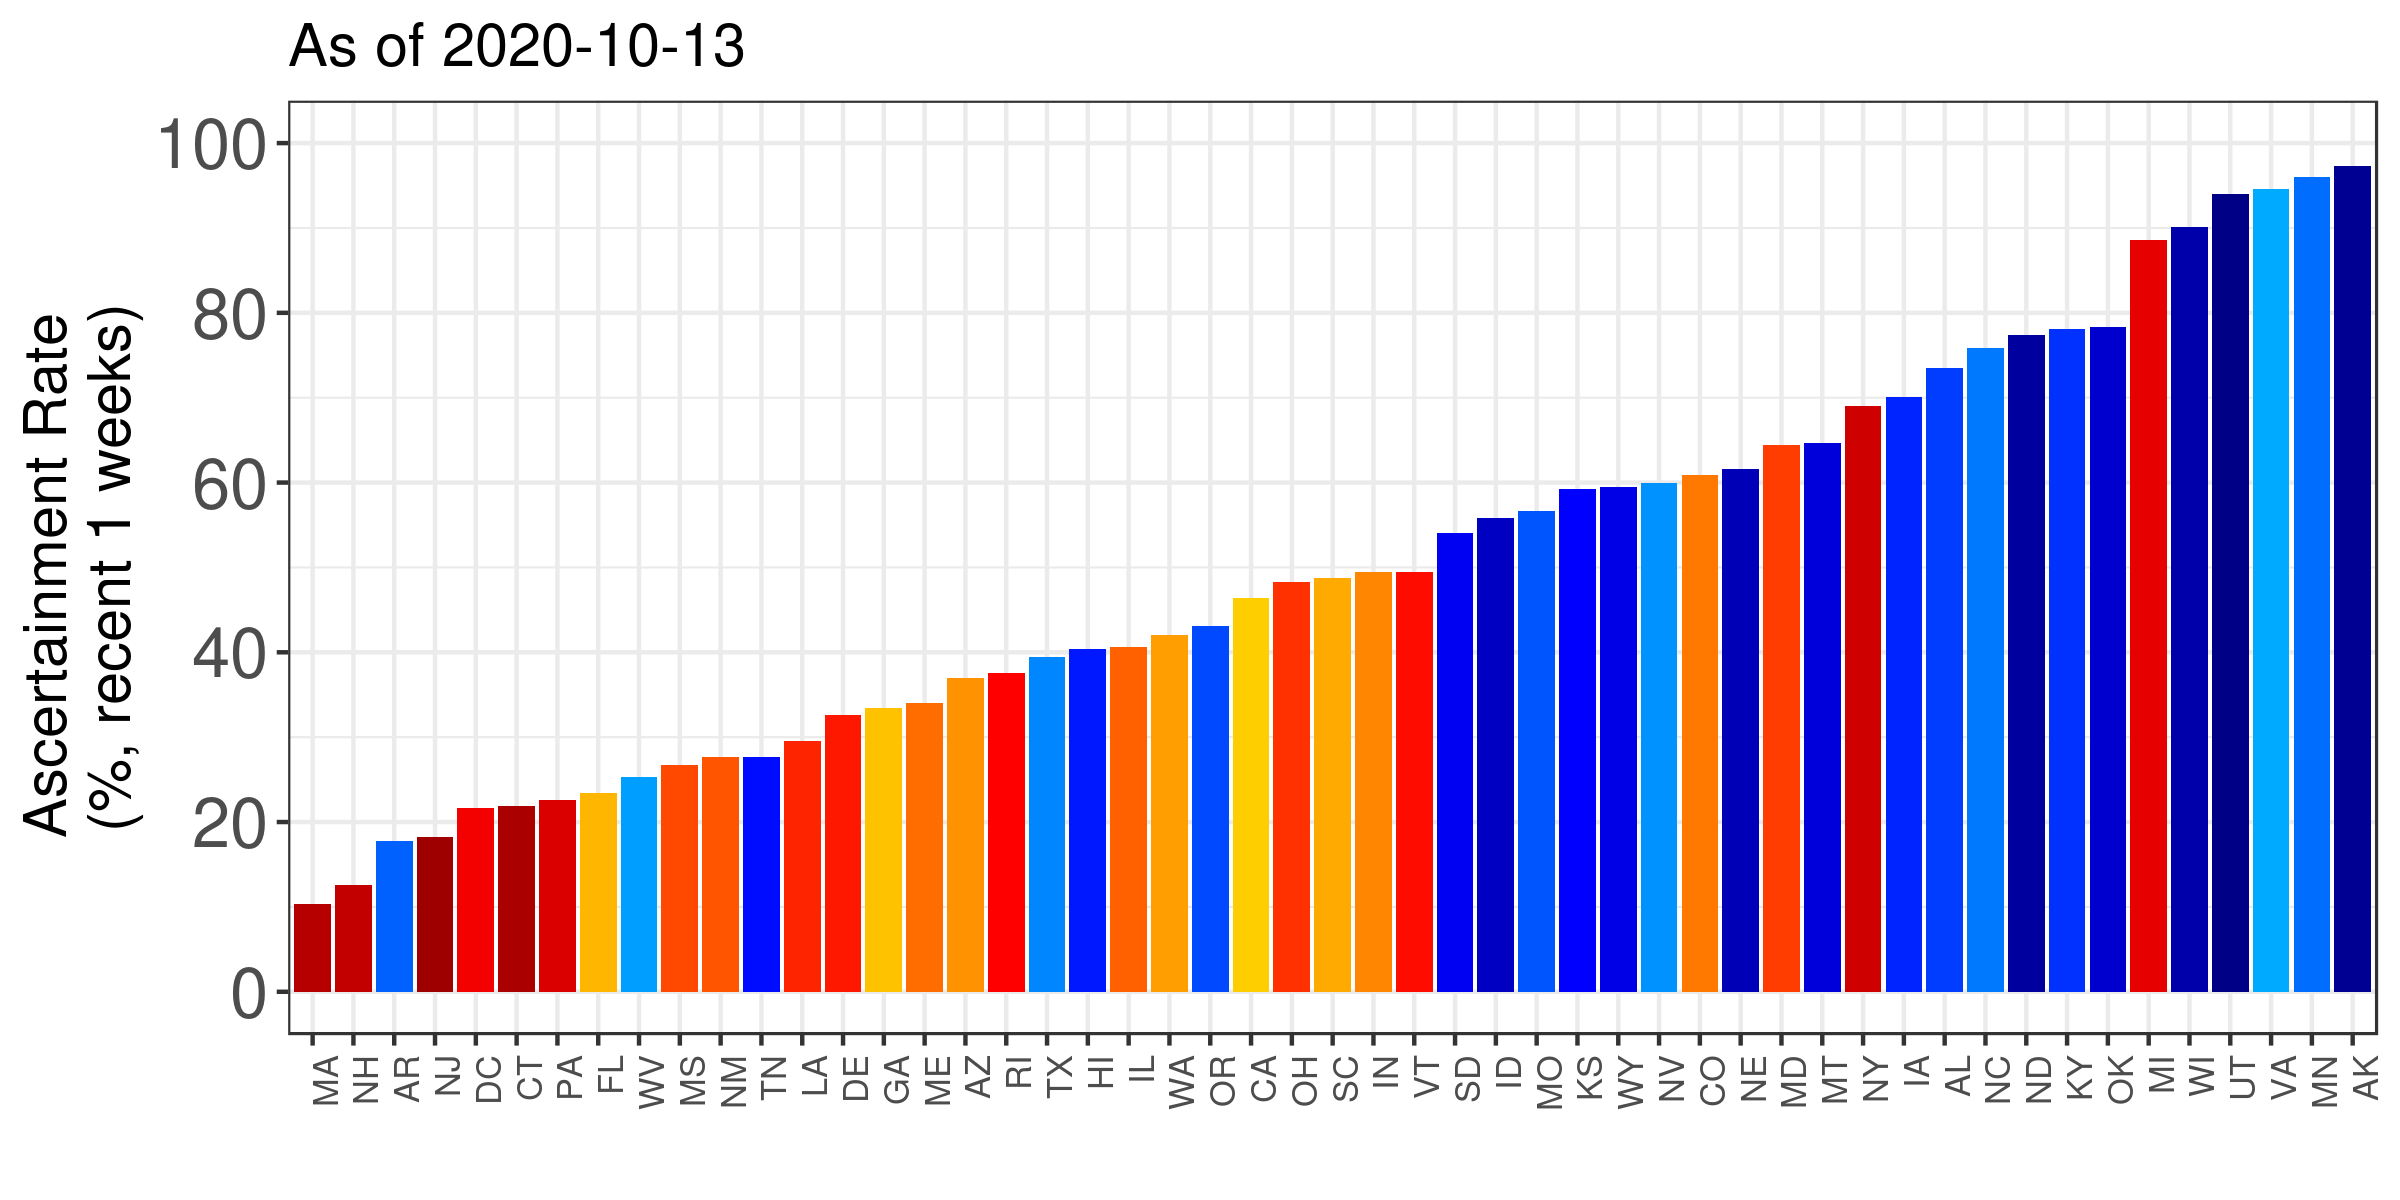 As of 2020-10-13
Ascertainment Rate
(%, recent 1 weeks)
100
80
60
40
20
0
MA NH AR NJ DC CT PA FL WV MS NM TN LA DE GA ME AZ RI TX HI IL WA OR CA OH SC IN VT SD ID MO KS WY NV CO NE MD MT NY IA AL NC ND KY OK MI WI UT VA MN AK